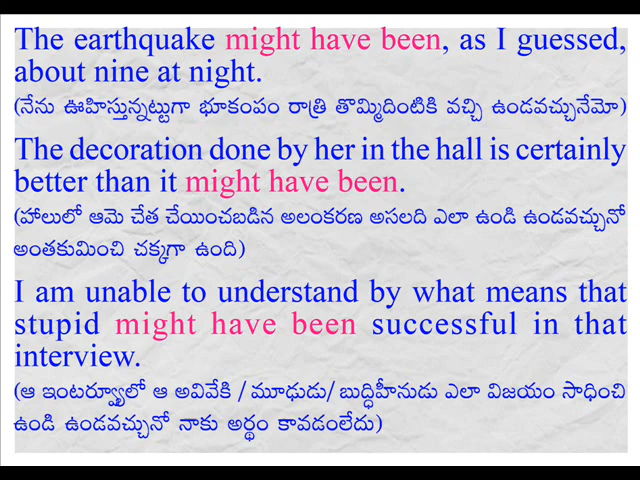 The earthquake might have been, as I guessed,
about nine at night.
(నేను ఊహిస్తున్నట్టుగా భూకంపం రాత్రి తొమ్మిదింటికి వచ్చి ఉండవచ్చునేమో)
The decoration done by her in the hall is certainly
better than it might have been.
(హాలులో ఆమె చేత చేయించబడిన అలంకరణ అసలది ఎలా ఉండి ఉండవచ్చునో
అంతకుమించి చక్కగా ఉంది)
I am unable to understand by what means that
stupid might have been successful in that
interview.
(ఆ ఇంటర్వ్యూలో ఆ అవివేకి / మూఢుడు/ బుద్ధిహీనుడు ఎలా విజయం సాధించి
ఉండి ఉండవచ్చునో నాకు అర్థం కావడంలేదు)